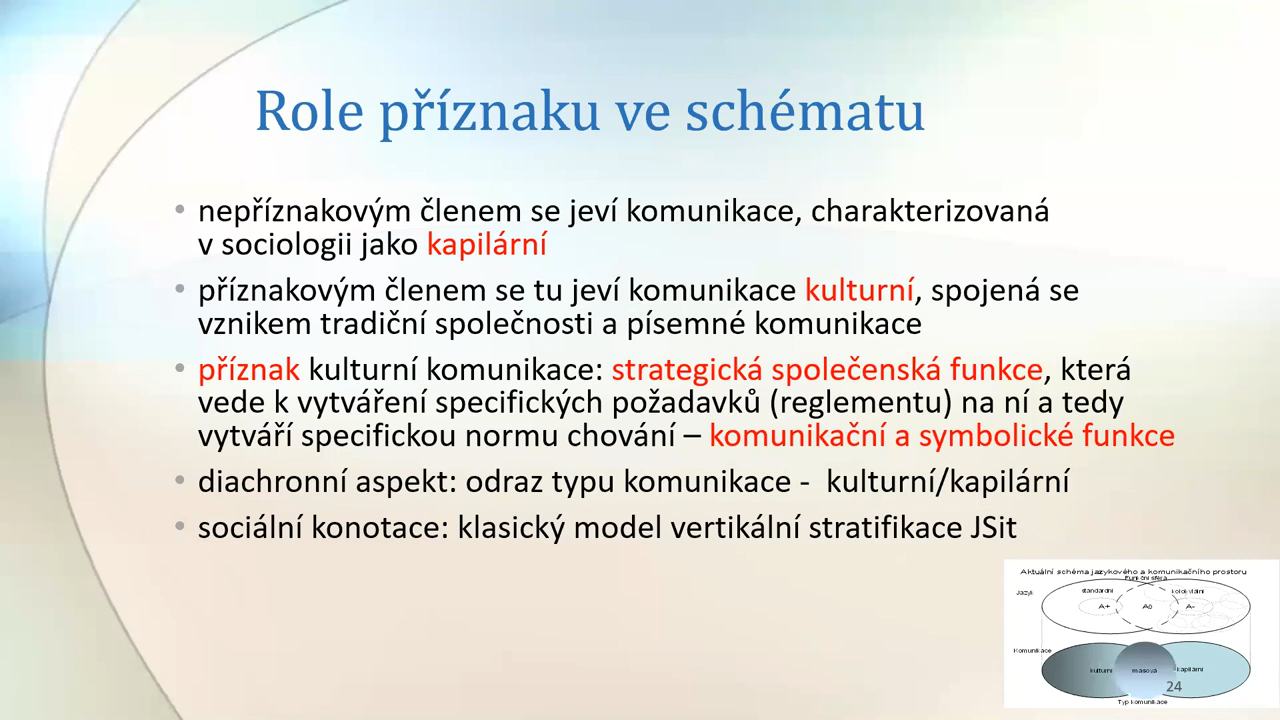 Role příznaku ve schématu
• nepříznakovým členem se jeví komunikace, charakterizovaná
v sociologii jako kapilární
• příznakovým členem se tu jeví komunikace kulturní, spojená se
vznikem tradiční společnosti a písemné komunikace
• příznak kulturní komunikace: strategická společenská funkce, která
vede k vytváření specifických požadavků (reglementu) na ní a tedy
vytváří specifickou normu chování – komunikační a symbolické funkce
• diachronní aspekt: odraz typu komunikace -  kulturní/kapilární
• sociální konotace: klasický model vertikální stratifikace JSit
Aktuální schéma jazykového a komunikačního prostoru
Funkční sféra
Jazyk
standardní
A+
A-
Komunikace
kulturní
masová
kapilární
24
Typ komunikace